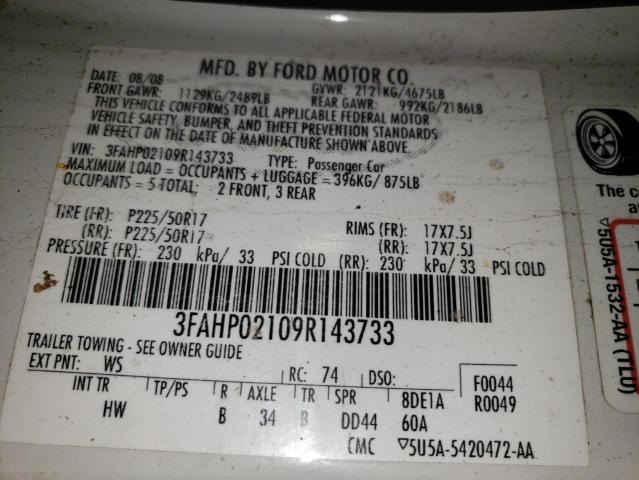 MFD. BY FORD MOTOR CO.
DATE: 08/08
GVWR: 2121KG/4675LB
FRONT GAWR: 1129KG/2489LB
REAR GAWR: 992KG/2186LB
THIS VEHICLE CONFORMS TO ALL APPLICABLE FEDERAL MOTOR
VEHICLE SAFETY, BUMPER, AND THEFT PREVENTION STANDARDS
IN EFFECT ON THE DATE OF MANUFACTURE SHOWN ABOVE.
VIN: 3FAHP02109R143733 TYPE: Passenger Car
MAXIMUM LOAD = OCCUPANTS + LUGGAGE = 396KG/ 875LB
OCCUPANTS = 5 TOTAL; 2 FRONT, 3 REAR
TIRE (FR): P225/50R17 RIMS (FR): 17X7.5J
(RR): P225/50R17 (RR): 17X7.5J
PRESSURE (FR): 230 kPa/ 33 PSI COLD (RR): 230 kPa/ 33 PSI COLD
3FAHP02109R143733
TRAILER TOWING - SEE OWNER GUIDE
EXT PNT: WS RC: 74 DSO: F0044
INT TR TP/PS R AXLE TR SPR 8DE1A R0049
HW B 34 B DD44 60A
CMC ▽5U5A-5420472-AA
The co
▽5U5A-1532-AA (TLU)